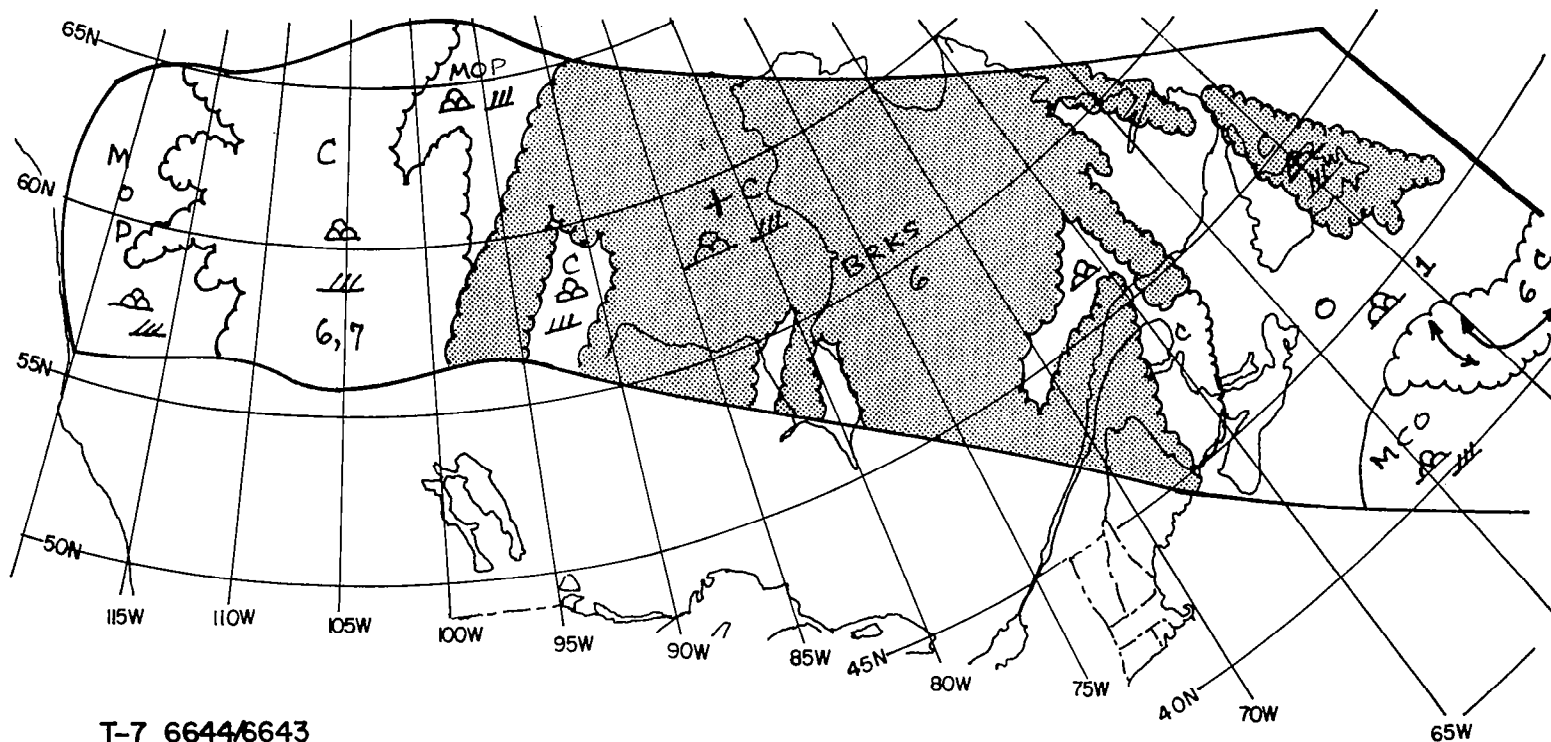 65N
MOP
M
O
P
C
60N
+ C
BRKS
6
C
C
1
O
C
6
6,7
55N
C
MCO
50N
115W
110W
105W
100W
95W
90W
85W
45N
80W
75W
40N
70W
65W
T-7 6644/6643